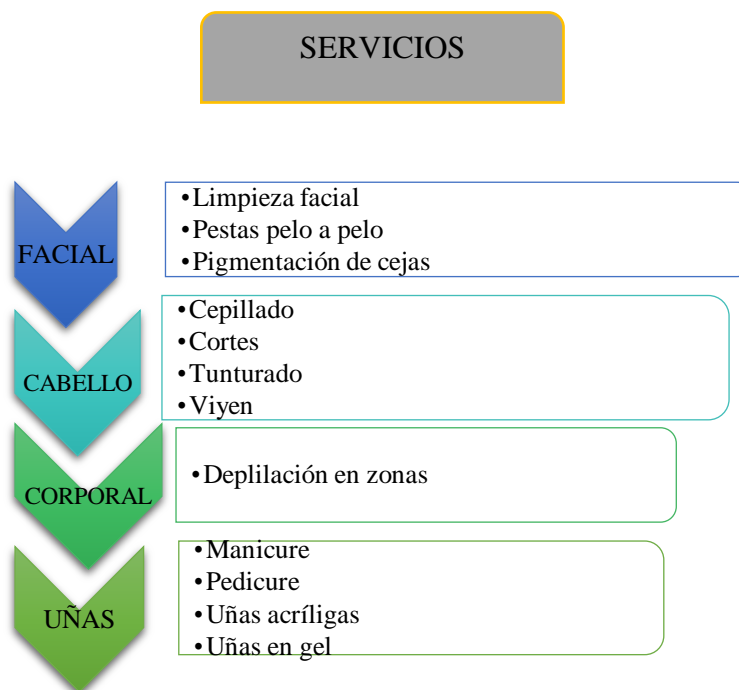 SERVICIOS
FACIAL
•Limpieza facial
•Pestas pelo a pelo
•Pigmentación de cejas
CABELLO
•Cepillado
•Cortes
•Tunturado
•Viyen
CORPORAL
•Deplilación en zonas
UÑAS
•Manicure
•Pedicure
•Uñas acríligas
•Uñas en gel